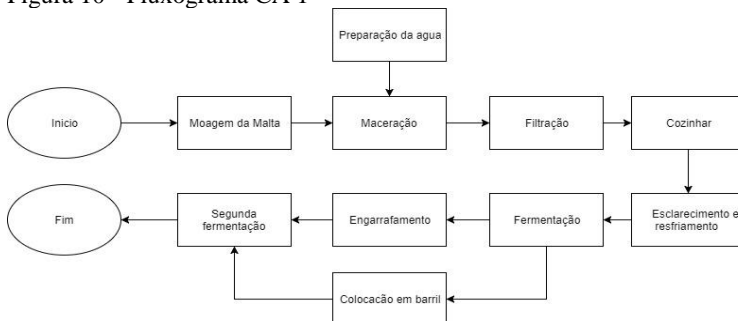 Figura 10 - Fluxograma CA 1
Preparação da agua
Inicio
Moagem da Malta
Maceração
Filtração
Cozinhar
Fim
Segunda
fermentação
Engarrafamento
Fermentação
Esclarecimento e
resfriamento
Colocacão em barril